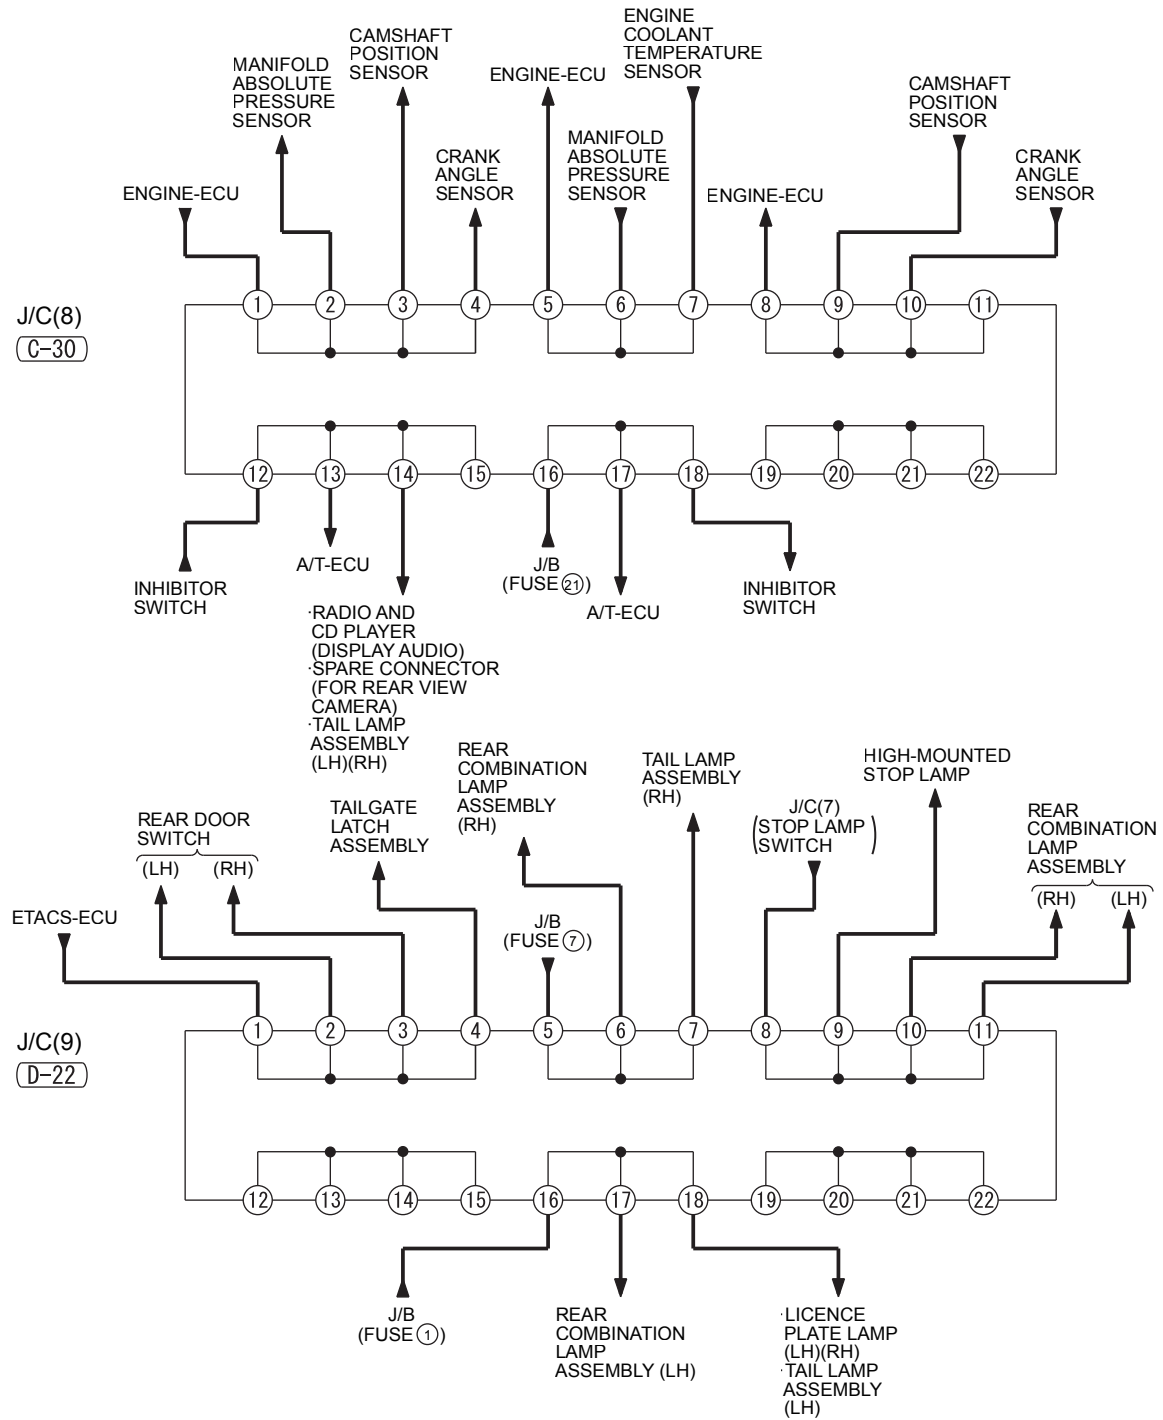 ENGINE
COOLANT
TEMPERATURE
SENSOR
CAMSHAFT
POSITION
SENSOR
MANIFOLD
ABSOLUTE
PRESSURE
SENSOR
ENGINE-ECU
CAMSHAFT
POSITION
SENSOR
MANIFOLD
ABSOLUTE
PRESSURE
SENSOR
CRANK
ANGLE
SENSOR
CRANK
ANGLE
SENSOR
ENGINE-ECU
ENGINE-ECU
J/C(8)
C-30
1 2 3 4 5 6 7 8 9 10 11
12 13 14 15 16 17 18 19 20 21 22
INHIBITOR
SWITCH
A/T-ECU
·RADIO AND
CD PLAYER
(DISPLAY AUDIO)
·SPARE CONNECTOR
(FOR REAR VIEW
CAMERA)
·TAIL LAMP
ASSEMBLY
(LH)(RH)
J/B
(FUSE 21)
A/T-ECU
INHIBITOR
SWITCH
ETACS-ECU
REAR DOOR
SWITCH
(LH) (RH)
TAILGATE
LATCH
ASSEMBLY
REAR
COMBINATION
LAMP
ASSEMBLY
(RH)
J/B
(FUSE 7)
TAIL LAMP
ASSEMBLY
(RH)
J/C(7)
(STOP LAMP
SWITCH)
HIGH-MOUNTED
STOP LAMP
REAR
COMBINATION
LAMP
ASSEMBLY
(RH) (LH)
J/C(9)
D-22
1 2 3 4 5 6 7 8 9 10 11
12 13 14 15 16 17 18 19 20 21 22
J/B
(FUSE 1)
REAR
COMBINATION
LAMP
ASSEMBLY (LH)
·LICENCE
PLATE LAMP
(LH)(RH)
·TAIL LAMP
ASSEMBLY
(LH)